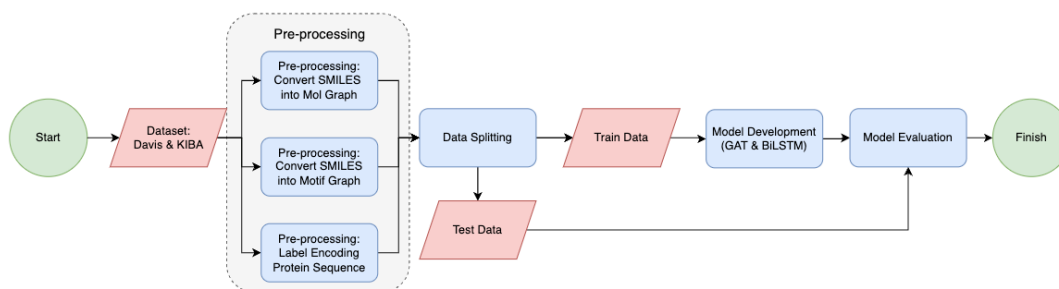 Pre-processing
Pre-processing:
Convert SMILES
into Mol Graph
Start
Dataset:
Davis & KIBA
Pre-processing:
Convert SMILES
into Motif Graph
Data Splitting
Train Data
Model Development
(GAT & BiLSTM)
Model Evaluation
Finish
Pre-processing:
Label Encoding
Protein Sequence
Test Data